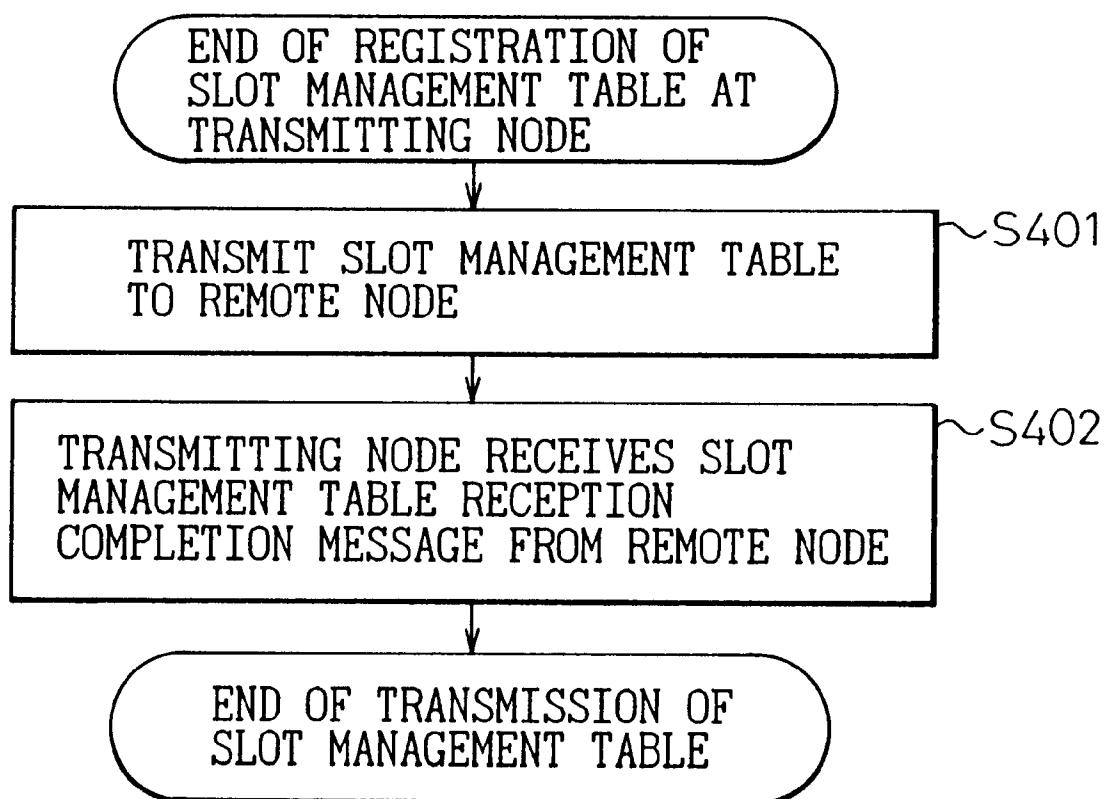 END OF REGISTRATION OF
SLOT MANAGEMENT TABLE AT
TRANSMITTING NODE
S401
TRANSMIT SLOT MANAGEMENT TABLE
TO REMOTE NODE
S402
TRANSMITTING NODE RECEIVES SLOT
MANAGEMENT TABLE RECEPTION
COMPLETION MESSAGE FROM REMOTE NODE
END OF TRANSMISSION OF
SLOT MANAGEMENT TABLE